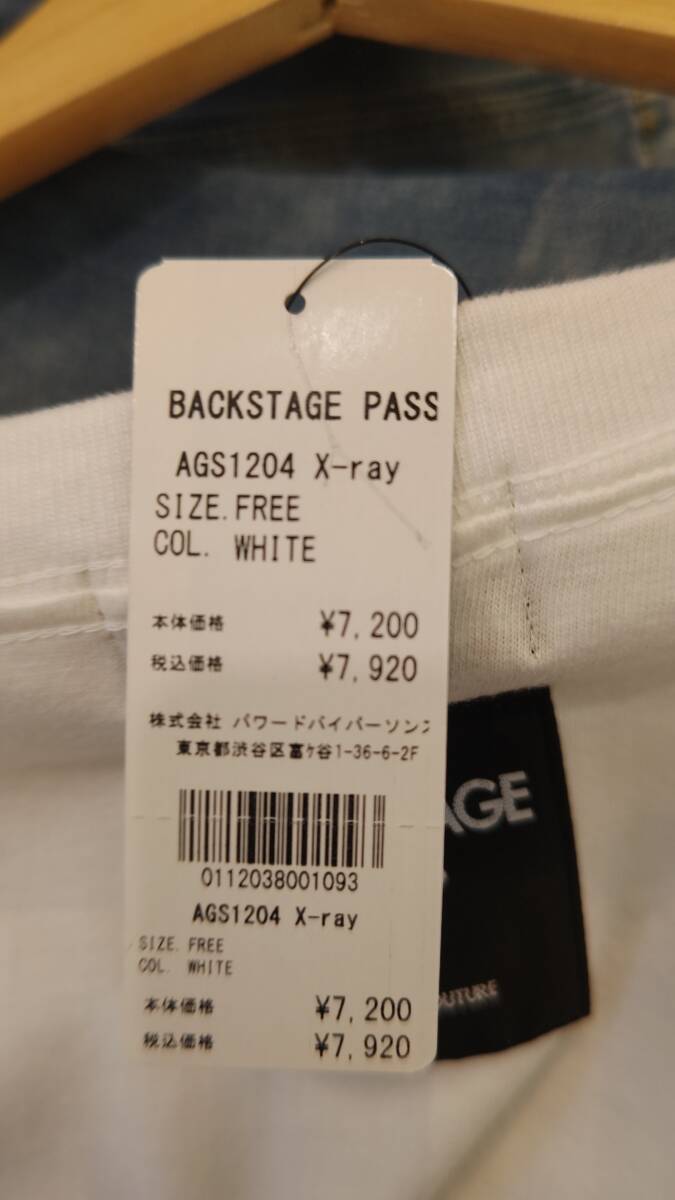 BACKSTAGE PASS
AGS1204 X-ray
SIZE. FREE
COL. WHITE
本体価格 ¥7,200
税込価格 ¥7,920
株式会社 パワードバイパーソンズ
東京都渋谷区富ケ谷1-36-6-2F
0112038001093
AGS1204 X-ray
SIZE. FREE
COL. WHITE
本体価格 ¥7,200
税込価格 ¥7,920
AGE
OUTURE